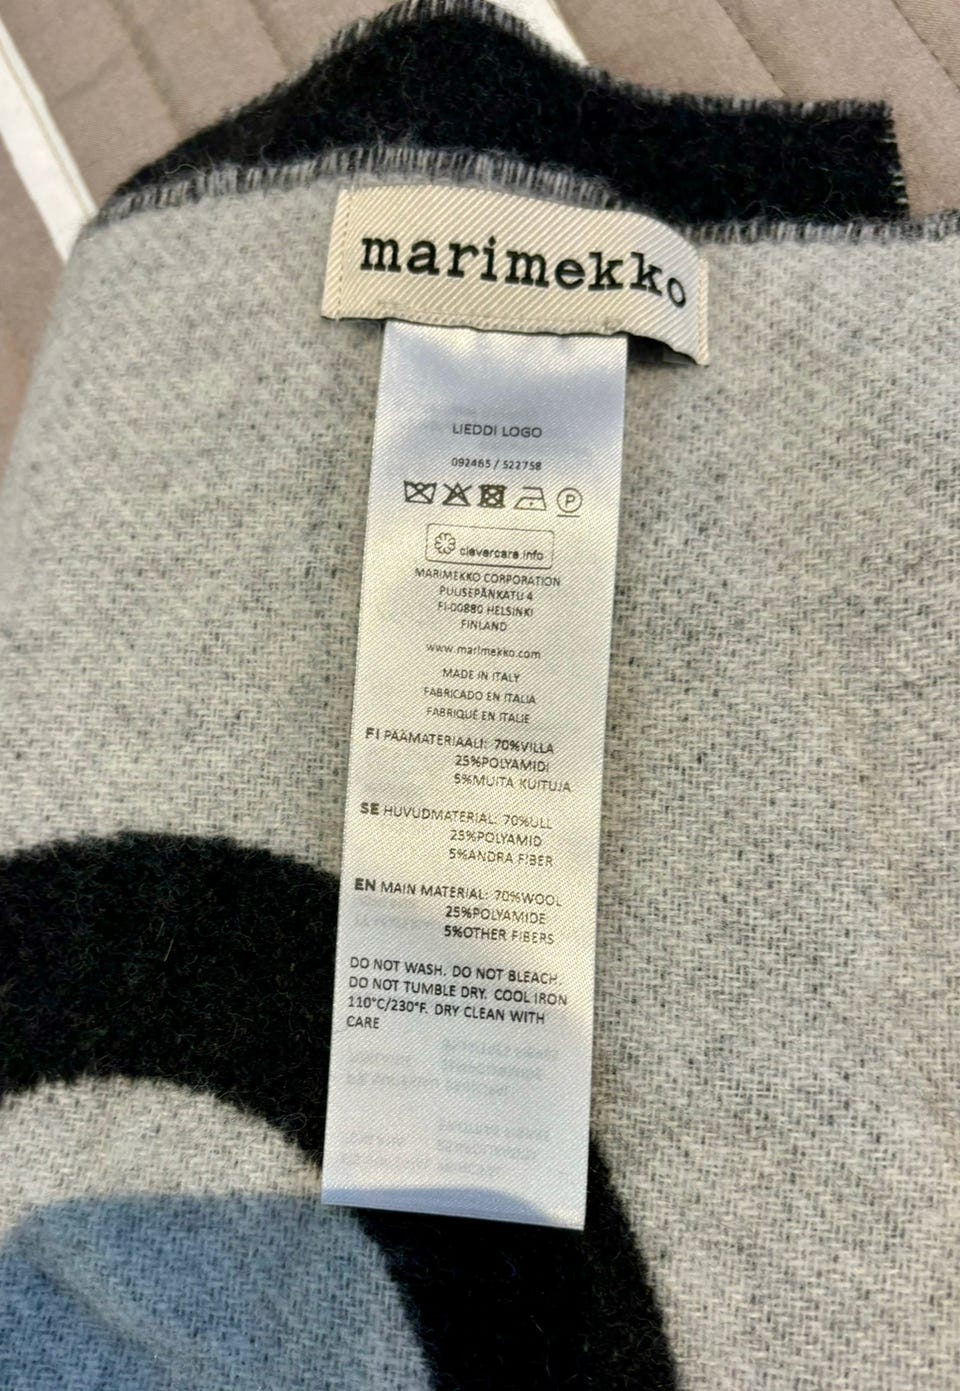 marimekko
LIEDDI LOGO
092465 / 522758
P
clevercare.info
MARIMEKKO CORPORATION
PUUSEPÄNKATU 4
FI-00880 HELSINKI
FINLAND
www.marimekko.com
MADE IN ITALY
FABRICADO EN ITALIA
FABRIQUÉ EN ITALIE
FI PÄÄMATERIAALI: 70%VILLA
25%POLYAMIDI
5%MUITA KUITUJA
SE HUVUDMATERIAL: 70%ULL
25%POLYAMID
5%ANDRA FIBER
EN MAIN MATERIAL: 70%WOOL
25%POLYAMIDE
5%OTHER FIBERS
DO NOT WASH. DO NOT BLEACH.
DO NOT TUMBLE DRY. COOL IRON
110°C/230°F. DRY CLEAN WITH
CARE